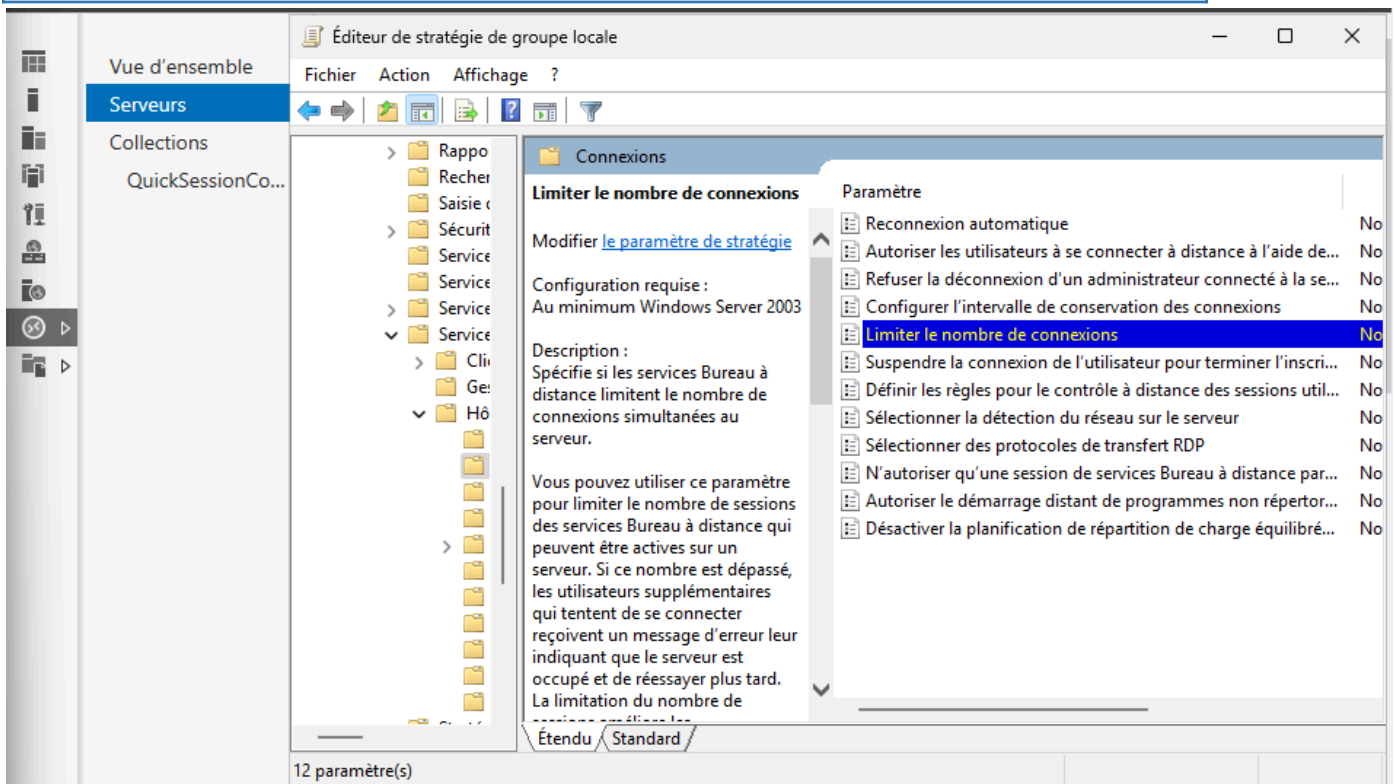 Éditeur de stratégie de groupe locale
Vue d'ensemble
Serveurs
Collections
QuickSessionCo...
Fichier Action Affichage ?
Rappo
Recher
Saisie
Sécurit
Service
Service
Service
Service
Cli
Ges
Hô
Connexions
Limiter le nombre de connexions
Modifier le paramètre de stratégie
Configuration requise :
Au minimum Windows Server 2003
Description :
Spécifie si les services Bureau à
distance limitent le nombre de
connexions simultanées au
serveur.
Vous pouvez utiliser ce paramètre
pour limiter le nombre de sessions
des services Bureau à distance qui
peuvent être actives sur un
serveur. Si ce nombre est dépassé,
les utilisateurs supplémentaires
qui tentent de se connecter
reçoivent un message d'erreur leur
indiquant que le serveur est
occupé et de réessayer plus tard.
La limitation du nombre de
Paramètre
Reconnexion automatique No
Autoriser les utilisateurs à se connecter à distance à l'aide de... No
Refuser la déconnexion d'un administrateur connecté à la se... No
Configurer l'intervalle de conservation des connexions No
Limiter le nombre de connexions No
Suspendre la connexion de l'utilisateur pour terminer l'inscri... No
Définir les règles pour le contrôle à distance des sessions util... No
Sélectionner la détection du réseau sur le serveur No
Sélectionner des protocoles de transfert RDP No
N'autoriser qu'une session de services Bureau à distance par... No
Autoriser le démarrage distant de programmes non répertor... No
Désactiver la planification de répartition de charge équilibré... No
Étendu Standard
12 paramètre(s)